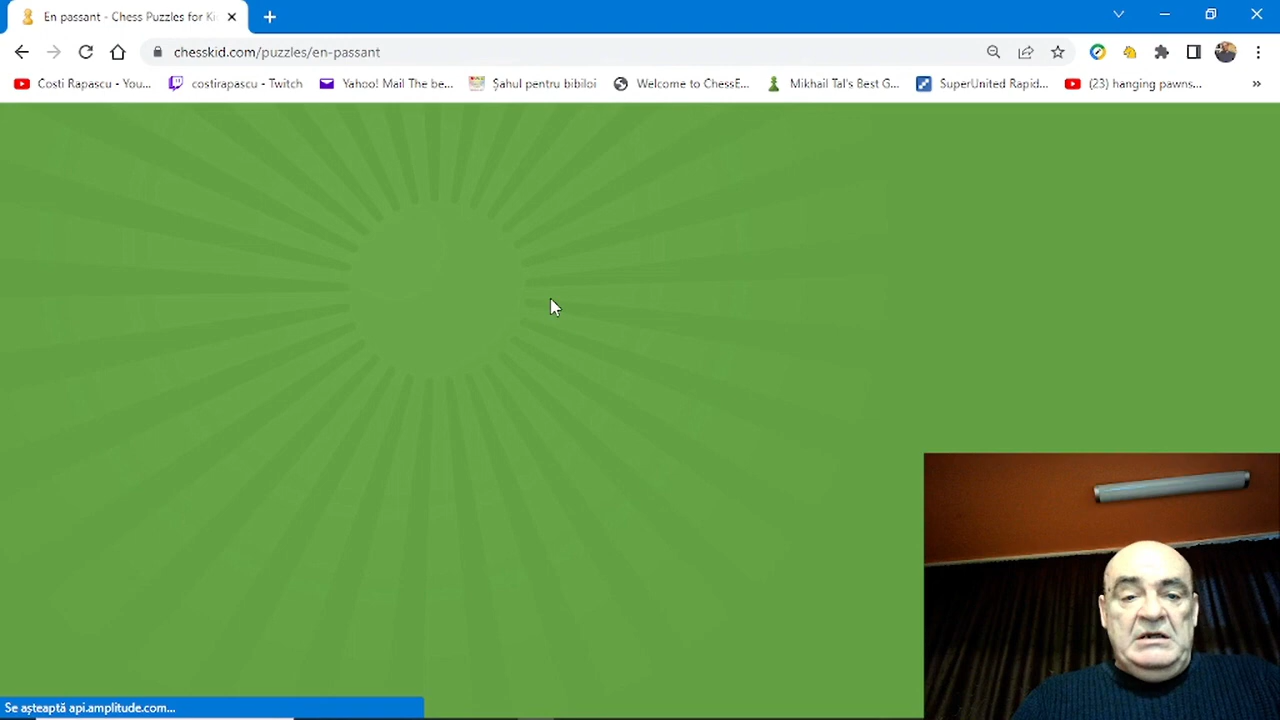 En passant - Chess Puzzles for Ki
chesskid.com/puzzles/en-passant
Costi Rapascu - You...
costirapascu - Twitch
Yahoo! Mail The be...
Șahul pentru bibiloi
Welcome to ChessE...
Mikhail Tal's Best G...
SuperUnited Rapid...
(23) hanging pawns...
»
Se așteaptă api.amplitude.com...